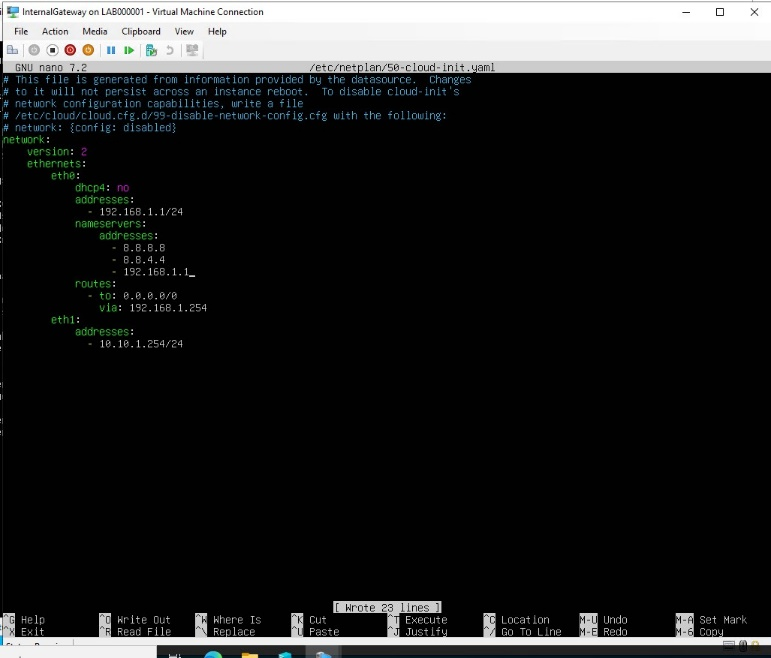 InternalGateway on LAB000001 - Virtual Machine Connection
File Action Media Clipboard View Help
GNU nano 7.2 /etc/netplan/50-cloud-init.yaml
# This file is generated from information provided by the datasource. Changes
# to it will not persist across an instance reboot. To disable cloud-init's
# network configuration capabilities, write a file
# /etc/cloud/cloud.cfg.d/99-disable-network-config.cfg with the following:
# network: {config: disabled}
network:
    version: 2
    ethernets:
        eth0:
            dhcp4: no
            addresses:
              - 192.168.1.1/24
            nameservers:
                addresses:
                  - 8.8.8.8
                  - 8.8.4.4
                  - 192.168.1.1
            routes:
              - to: 0.0.0.0/0
                via: 192.168.1.254
        eth1:
            addresses:
              - 10.10.1.254/24
[ Wrote 23 lines ]
^G Help ^O Write Out ^W Where Is ^K Cut ^T Execute ^C Location M-U Undo M-A Set Mark
^X Exit ^R Read File ^\ Replace ^U Paste ^J Justify ^/ Go To Line M-E Redo M-6 Copy